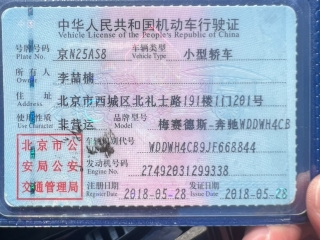 中华人民共和国机动车行驶证
Vehicle License of the People's Republic of China
号牌号码 京N25AS8 车辆类型 小型轿车
Plate No. Vehicle Type
所有人 李喆楠
Owner
住址 北京市西城区北礼士路191楼1门201号
Address
使用性质 非营运 品牌型号 梅赛德斯-奔驰WDDWH4CB
Use Character Model
北京市公安局公安交通管理局
车辆识别代号 WDDWH4CB9JF668844
发动机号码 27492031299338
Engine No.
注册日期 2018-05-28 发证日期 2018-05-28
Register Date Issue Date